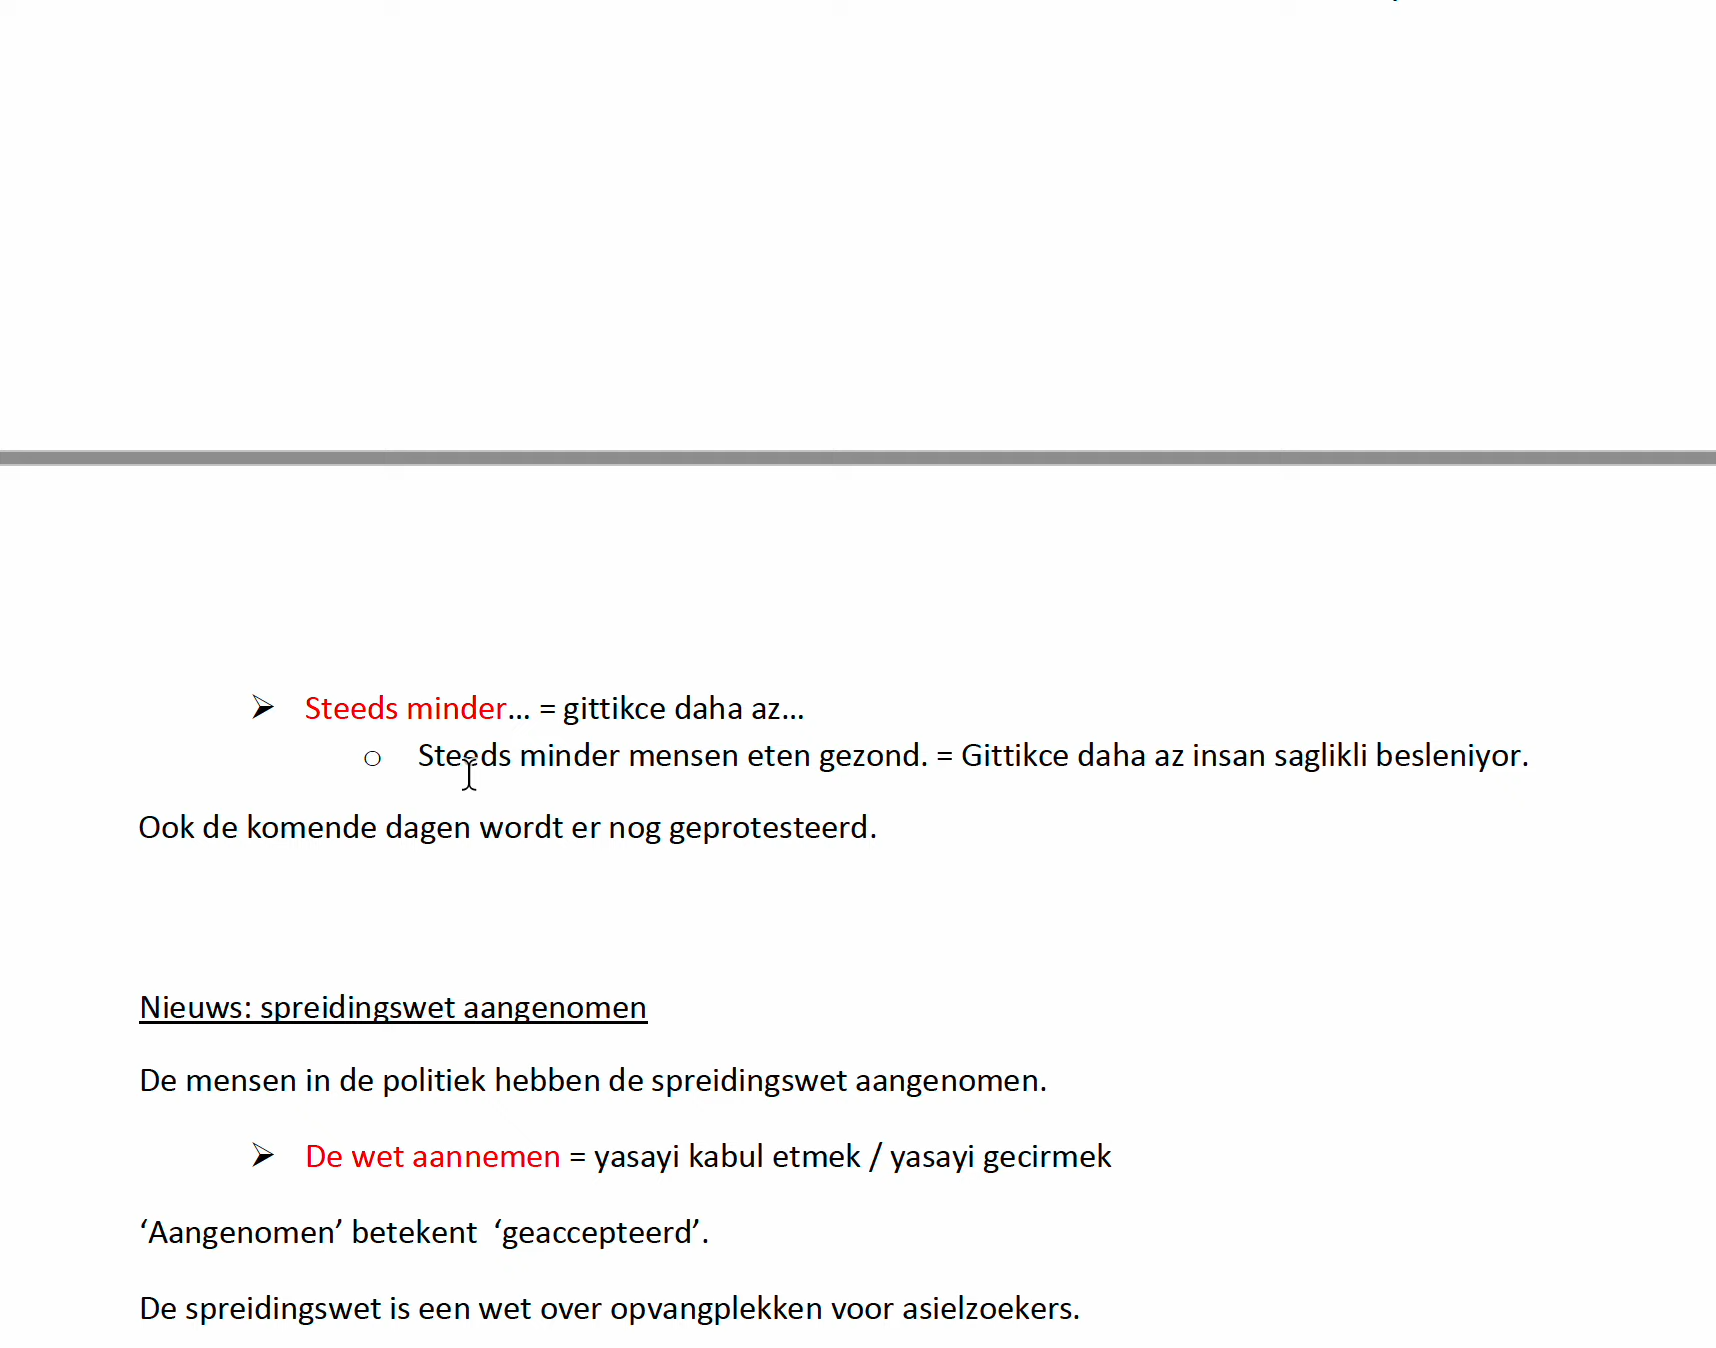 ➢ Steeds minder... = gittikce daha az...
○ Steeds minder mensen eten gezond. = Gittikce daha az insan saglikli besleniyor.
Ook de komende dagen wordt er nog geprotesteerd.
Nieuws: spreidingswet aangenomen
De mensen in de politiek hebben de spreidingswet aangenomen.
➢ De wet aannemen = yasayi kabul etmek / yasayi gecirmek
‘Aangenomen’ betekent ‘geaccepteerd’.
De spreidingswet is een wet over opvangplekken voor asielzoekers.